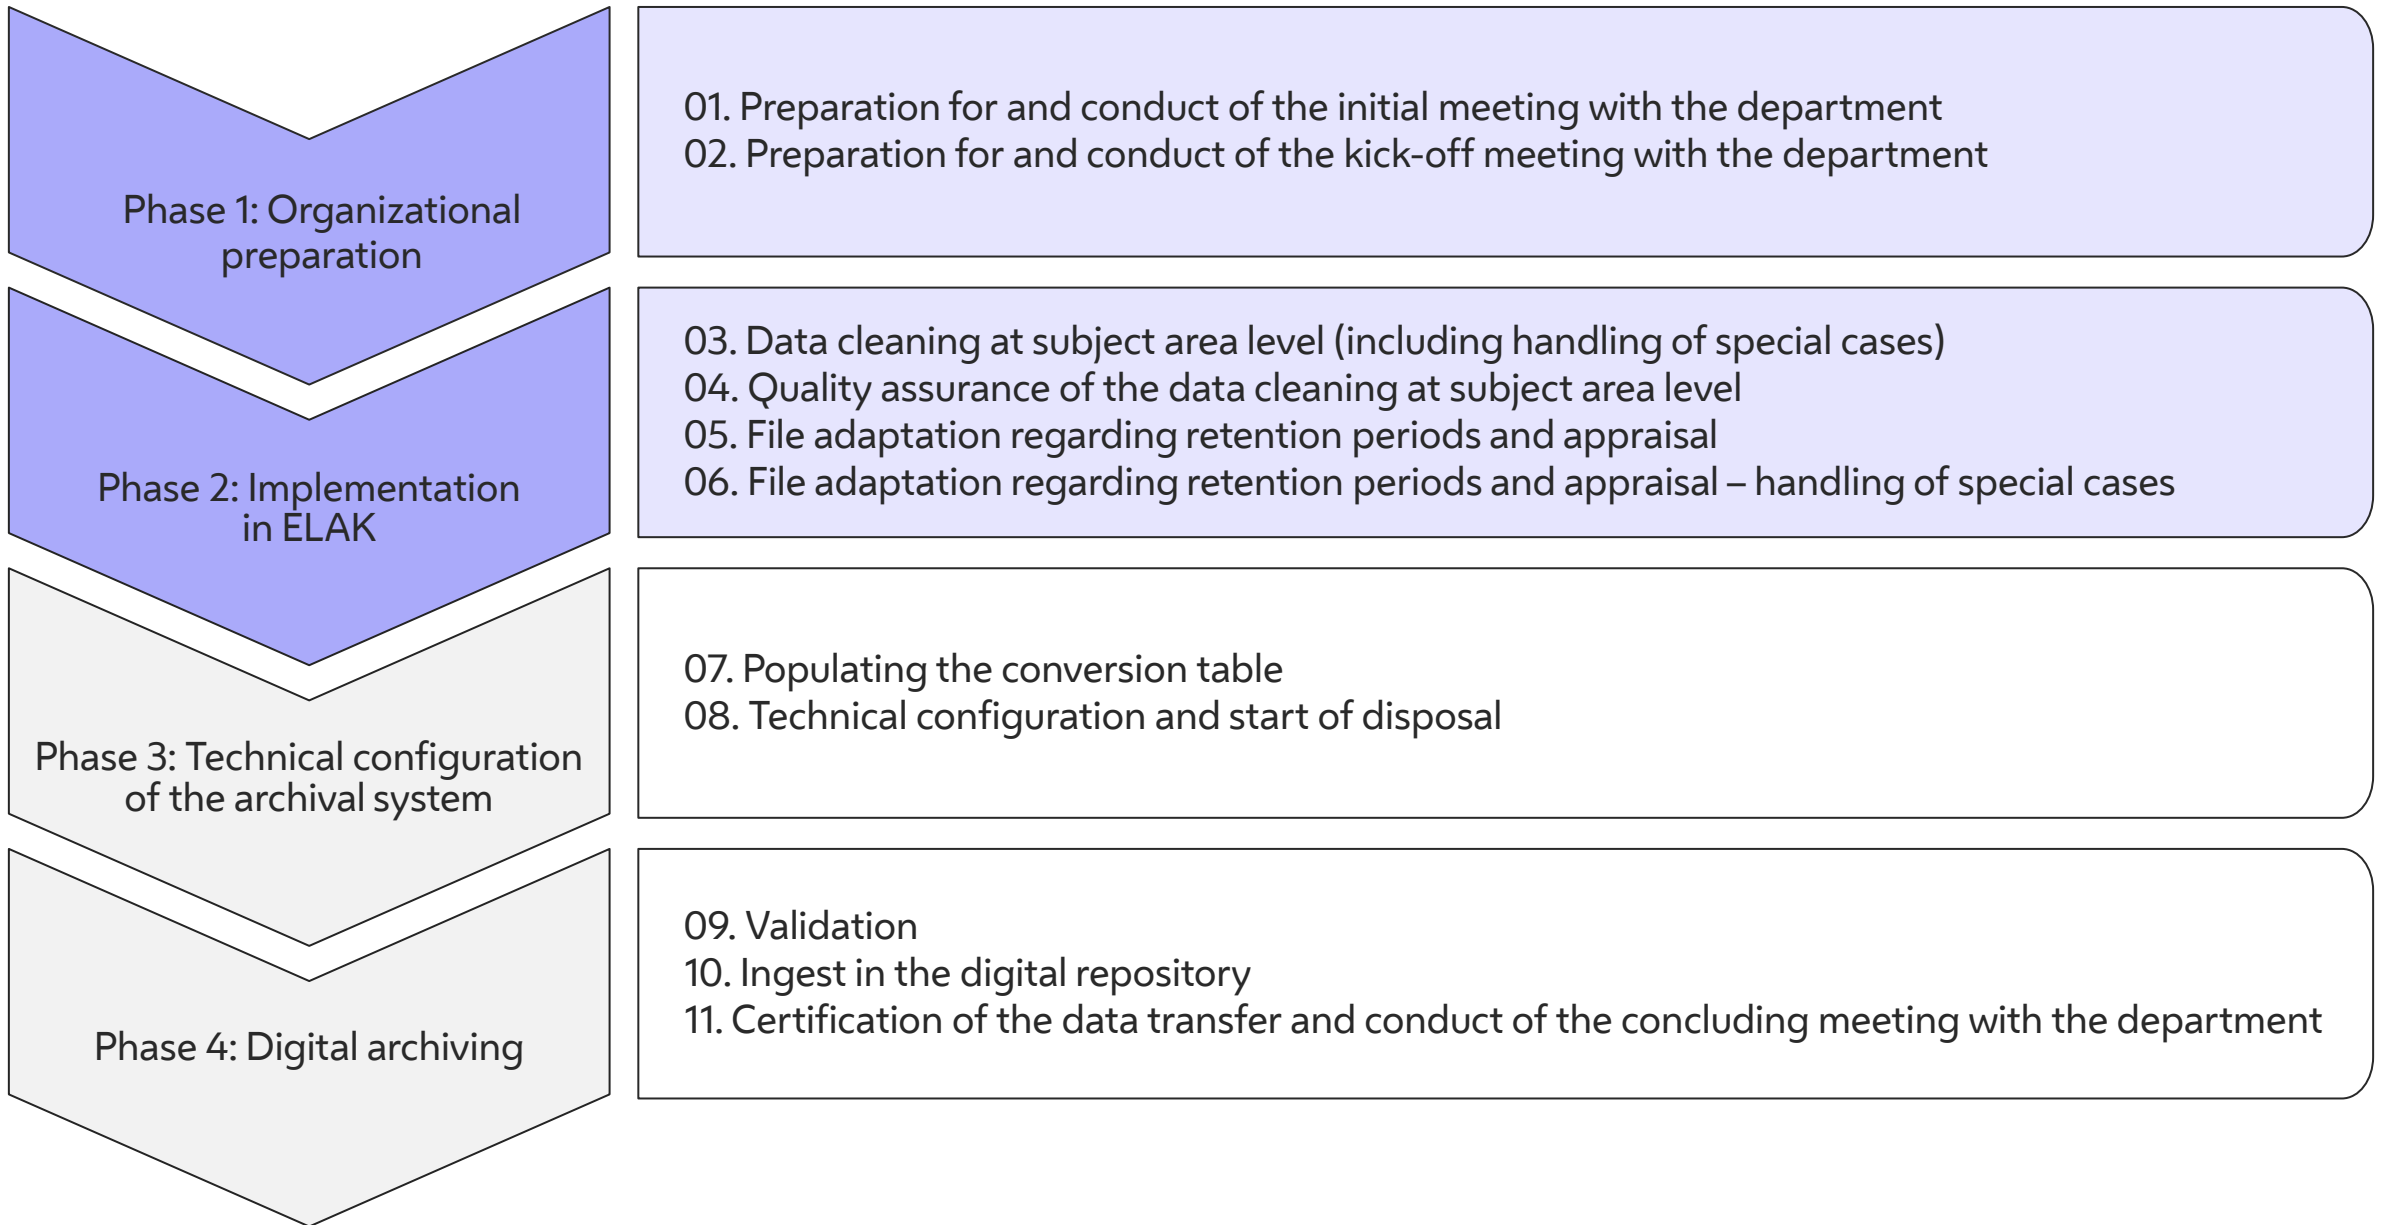 Phase 1: Organizational
preparation
01. Preparation for and conduct of the initial meeting with the department
02. Preparation for and conduct of the kick-off meeting with the department
Phase 2: Implementation
in ELAK
03. Data cleaning at subject area level (including handling of special cases)
04. Quality assurance of the data cleaning at subject area level
05. File adaptation regarding retention periods and appraisal
06. File adaptation regarding retention periods and appraisal – handling of special cases
Phase 3: Technical configuration
of the archival system
07. Populating the conversion table
08. Technical configuration and start of disposal
Phase 4: Digital archiving
09. Validation
10. Ingest in the digital repository
11. Certification of the data transfer and conduct of the concluding meeting with the department